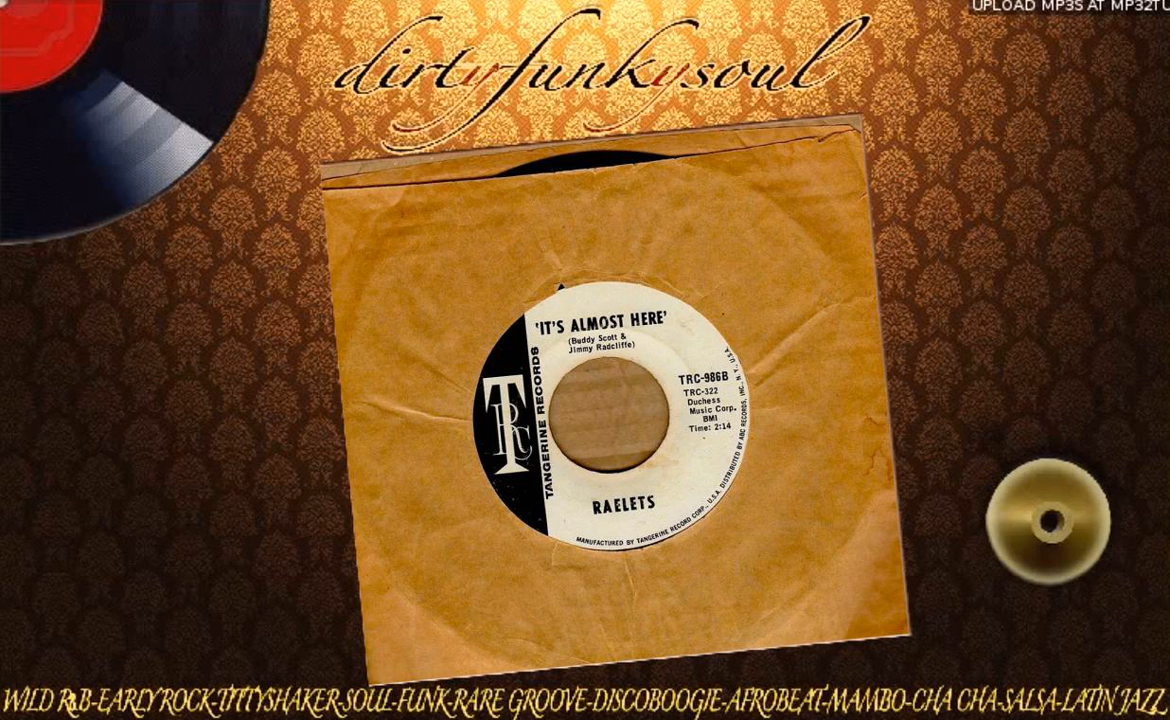 UPLOAD MP3S AT MP32TU
dirtyfunkysoul
'IT'S ALMOST HERE'
(Buddy Scott &
Jimmy Radcliffe)
TRC
TANGERINE RECORDS
TRC-986B
TRC-322
Duchess
Music Corp.
BMI
Time: 2:14
RAELETS
MANUFACTURED BY TANGERINE RECORD CORP., U.S.A. DISTRIBUTED BY ABC RECORDS, INC., N. Y., U.S.A.
WILD R&B-EARLY ROCK-TITTYSHAKER-SOUL-FUNK-RARE GROOVE-DISCOBOOGIE-AFROBEAT-MAMBO-CHA CHA-SALSA-LATIN JAZZ